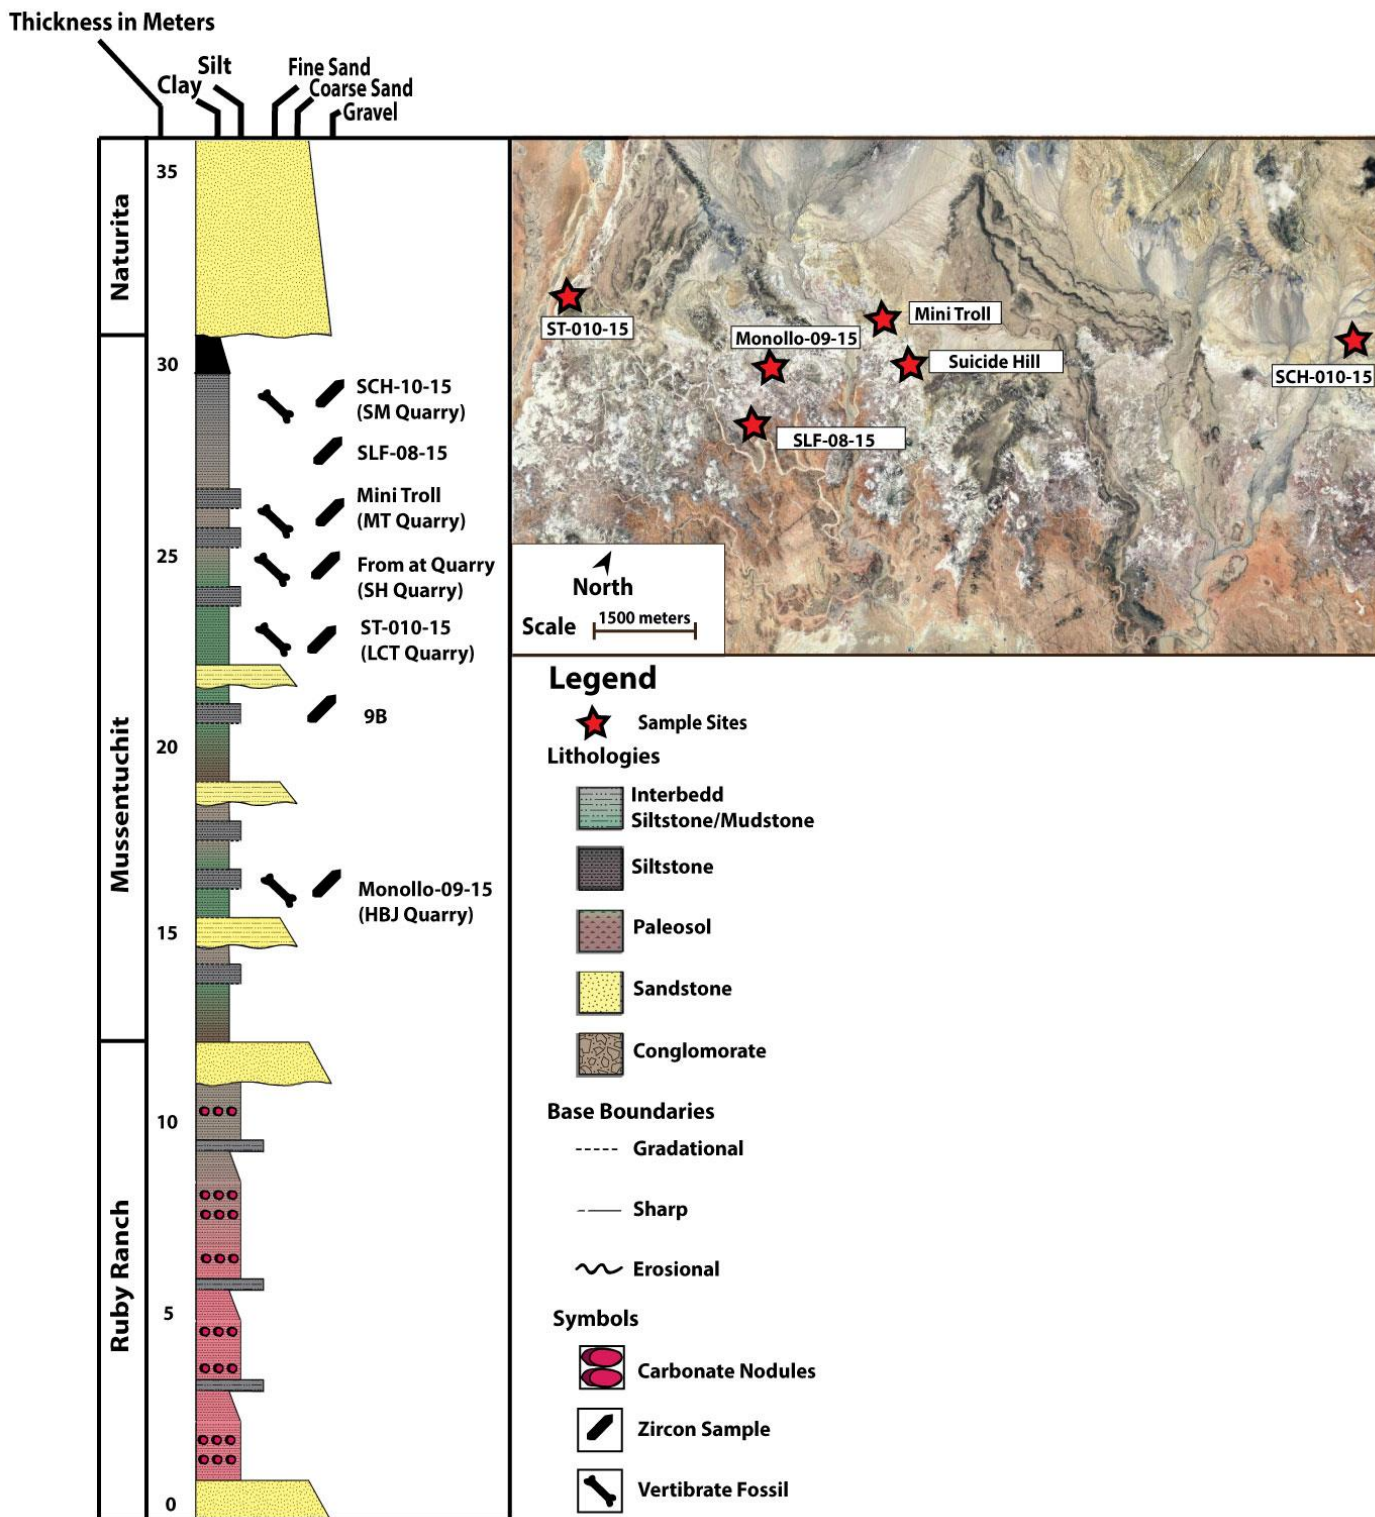 Thickness in Meters
Clay
Silt
Fine Sand
Coarse Sand
Gravel
Naturita
Mussentuchit
Ruby Ranch
35
30
25
20
15
10
5
0
SCH-10-15
(SM Quarry)
SLF-08-15
Mini Troll
(MT Quarry)
From at Quarry
(SH Quarry)
ST-010-15
(LCT Quarry)
9B
Monollo-09-15
(HBJ Quarry)
ST-010-15
Monollo-09-15
Mini Troll
Suicide Hill
SLF-08-15
SCH-010-15
North
Scale
1500 meters
Legend
Sample Sites
Lithologies
Interbedd
Siltstone/Mudstone
Siltstone
Paleosol
Sandstone
Conglomorate
Base Boundaries
Gradational
Sharp
Erosional
Symbols
Carbonate Nodules
Zircon Sample
Vertibrate Fossil